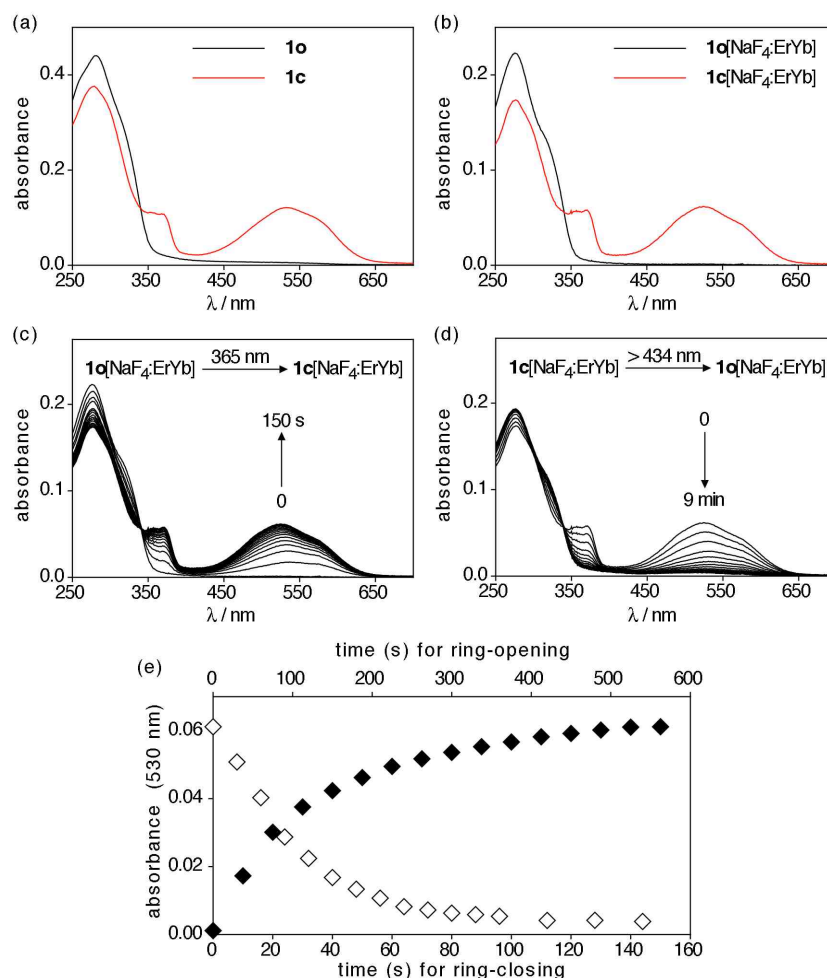 (a)
1o
1c
absorbance
0.4
0.2
0.0
250 350 450 550 650
λ / nm
(b)
1o[NaF₄:ErYb]
1c[NaF₄:ErYb]
absorbance
0.2
0.1
0.0
250 350 450 550 650
λ / nm
(c)
1o[NaF₄:ErYb] 365 nm 1c[NaF₄:ErYb]
150 s
0
absorbance
0.2
0.1
0.0
250 350 450 550 650
λ / nm
(d)
1c[NaF₄:ErYb] > 434 nm 1o[NaF₄:ErYb]
0
9 min
absorbance
0.2
0.1
0.0
250 350 450 550 650
λ / nm
(e)
time (s) for ring-opening
0 100 200 300 400 500 600
absorbance (530 nm)
0.06
0.04
0.02
0.00
0 20 40 60 80 100 120 140 160
time (s) for ring-closing